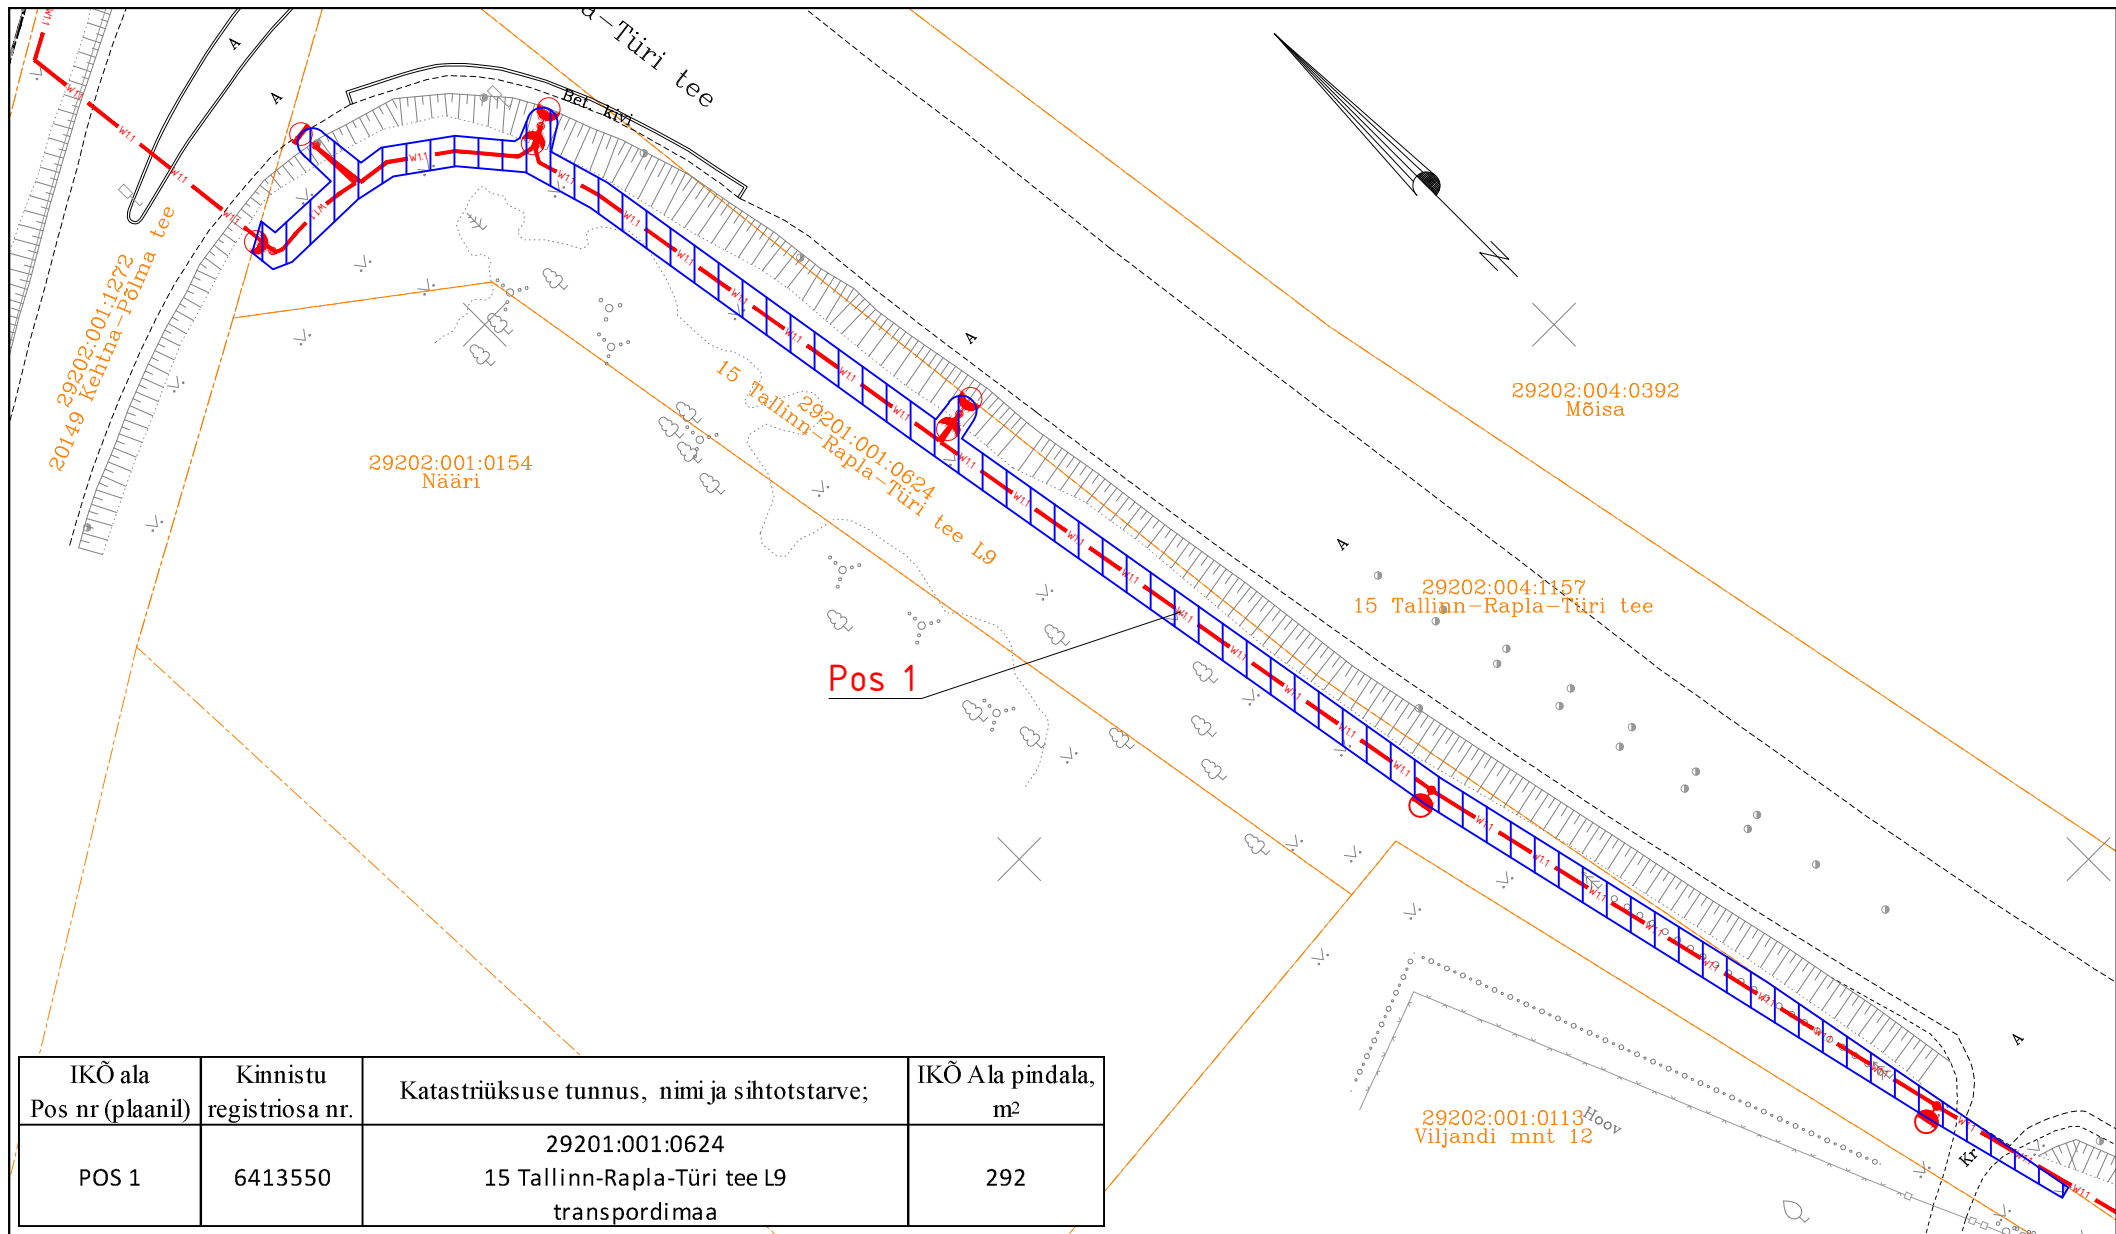 a-Türi tee
Bet. kivi
A
A
A
A
A
N
29202:001:1272
20149 Kehtna-Põlma tee
29202:001:0154
Nääri
29201:001:0624
15 Tallinn-Rapla-Türi tee L9
29202:004:0392
Mõisa
29202:004:1157
15 Tallinn-Rapla-Türi tee
Pos 1
W1.1
29202:001:0113
Viljandi mnt 12
Hoov
Kr
IKÕ ala
Pos nr (plaanil)
Kinnistu
registriosa nr.
Katastriüksuse tunnus, nimi ja sihtotstarve;
IKÕ Ala pindala,
m2
POS 1
6413550
29201:001:0624
15 Tallinn-Rapla-Türi tee L9
transpordimaa
292